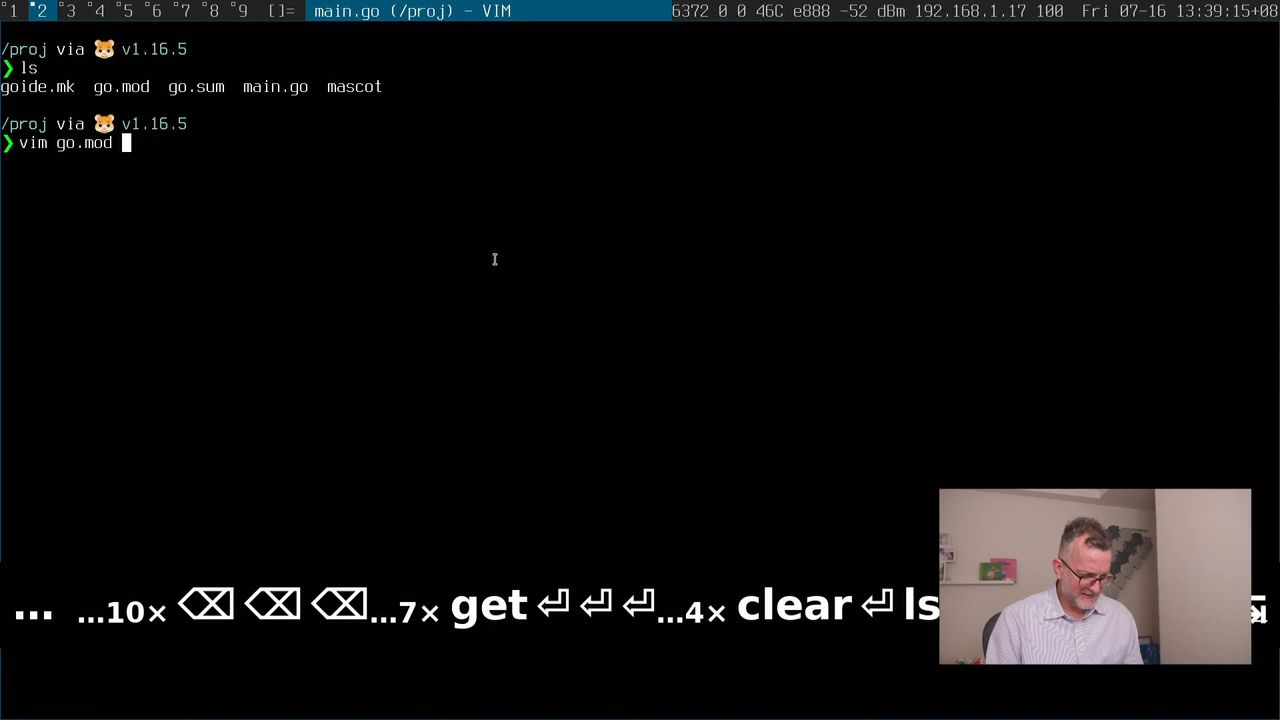 1 2 3 4 5 6 7 8 9 []= main.go (/proj) - VIM 6372 0 0 46C e888 -52 dBm 192.168.1.17 100 Fri 07-16 13:39:15+08
/proj via 🐹 v1.16.5
❯ ls
goide.mk go.mod go.sum main.go mascot
/proj via 🐹 v1.16.5
❯ vim go.mod
... ...10× ⌫ ⌫ ⌫...7× get ⏎ ⏎ ⏎...4× clear ⏎ ls